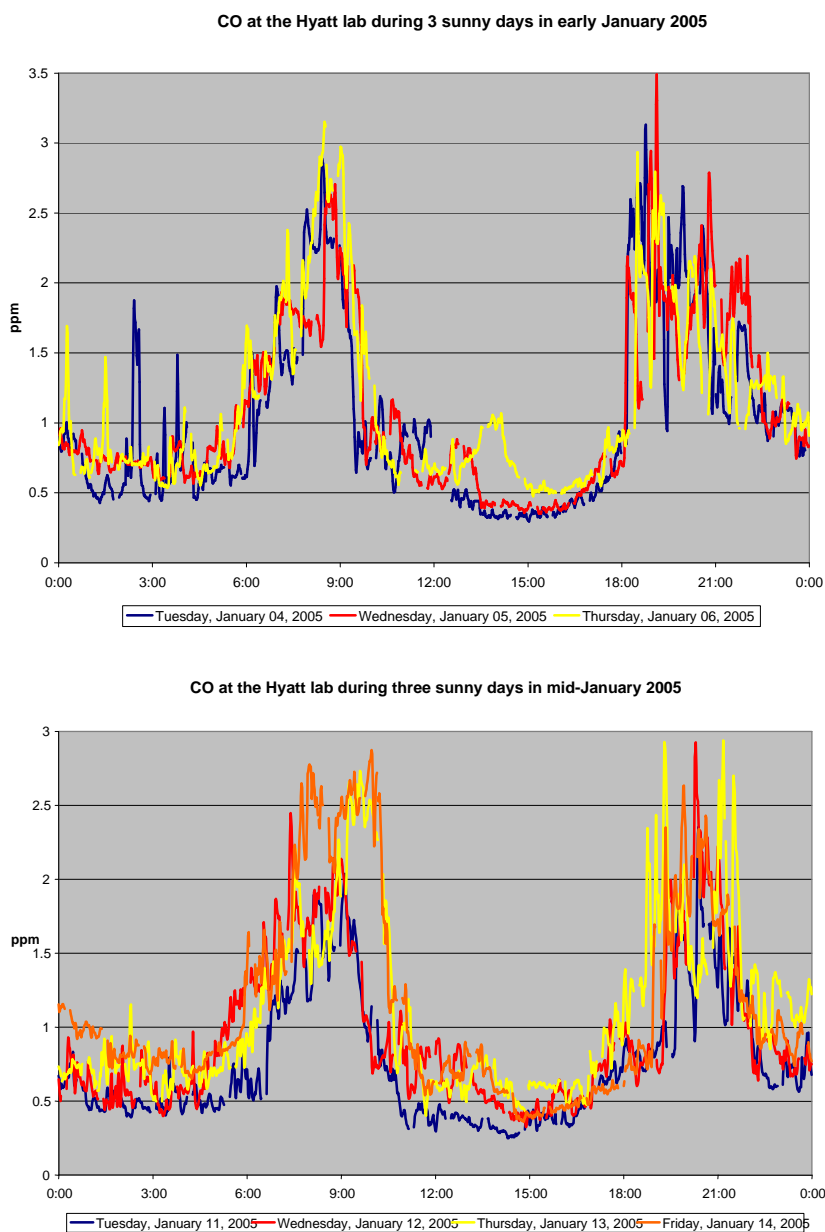 CO at the Hyatt lab during 3 sunny days in early January 2005
3.5
3
2.5
2
1.5
1
0.5
0
ppm
0:00 3:00 6:00 9:00 12:00 15:00 18:00 21:00 0:00
Tuesday, January 04, 2005 Wednesday, January 05, 2005 Thursday, January 06, 2005
CO at the Hyatt lab during three sunny days in mid-January 2005
3
2.5
2
1.5
1
0.5
0
ppm
0:00 3:00 6:00 9:00 12:00 15:00 18:00 21:00 0:00
Tuesday, January 11, 2005 Wednesday, January 12, 2005 Thursday, January 13, 2005 Friday, January 14, 2005